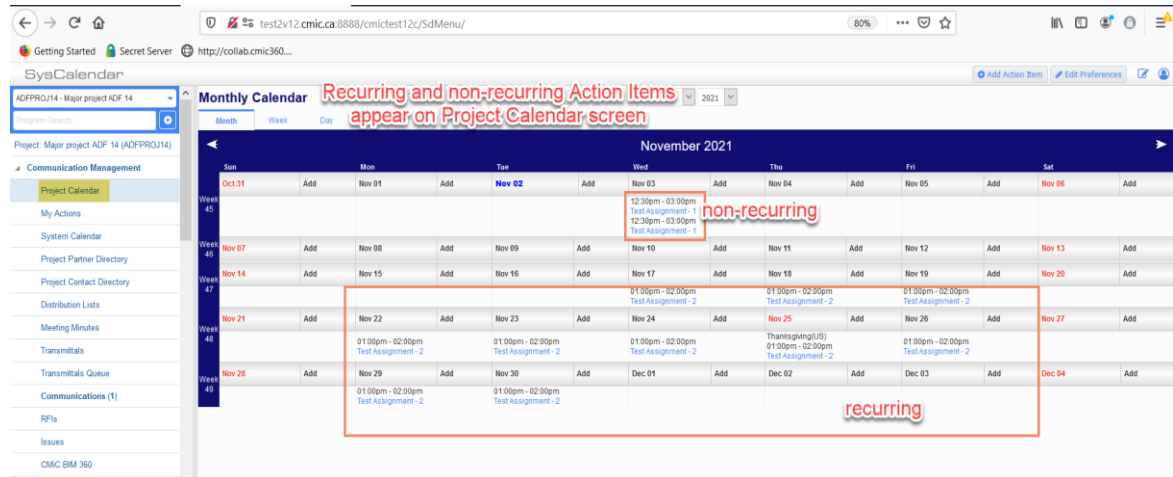 test2v12.cmic.ca:8888/cmictest12c/SdMenu/ 80%
Getting Started Secret Server http://collab.cmic360....
SysCalendar Add Action Item Edit Preferences
ADFPROJ14 - Major project ADF 14
Program Search...
Project: Major project ADF 14 (ADFPROJ14)
Communication Management
Project Calendar
My Actions
System Calendar
Project Partner Directory
Project Contact Directory
Distribution Lists
Meeting Minutes
Transmittals
Transmittals Queue
Communications (1)
RFIs
Issues
CMiC BIM 360
Monthly Calendar 2021
Recurring and non-recurring Action Items
appear on Project Calendar screen
Month Week Day
November 2021
Sun Mon Tue Wed Thu Fri Sat
Week 45
Oct 31 Add Nov 01 Add Nov 02 Add Nov 03 Add Nov 04 Add Nov 05 Add Nov 06 Add
12:30pm - 03:00pm
Test Assignment - 1
12:30pm - 03:00pm
Test Assignment - 1
non-recurring
Week 46
Nov 07 Add Nov 08 Add Nov 09 Add Nov 10 Add Nov 11 Add Nov 12 Add Nov 13 Add
Week 47
Nov 14 Add Nov 15 Add Nov 16 Add Nov 17 Add Nov 18 Add Nov 19 Add Nov 20 Add
01:00pm - 02:00pm 01:00pm - 02:00pm 01:00pm - 02:00pm
Test Assignment - 2 Test Assignment - 2 Test Assignment - 2
Week 48
Nov 21 Add Nov 22 Add Nov 23 Add Nov 24 Add Nov 25 Add Nov 26 Add Nov 27 Add
Thanksgiving(US)
01:00pm - 02:00pm 01:00pm - 02:00pm 01:00pm - 02:00pm 01:00pm - 02:00pm 01:00pm - 02:00pm
Test Assignment - 2 Test Assignment - 2 Test Assignment - 2 Test Assignment - 2 Test Assignment - 2
Week 49
Nov 28 Add Nov 29 Add Nov 30 Add Dec 01 Add Dec 02 Add Dec 03 Add Dec 04 Add
01:00pm - 02:00pm 01:00pm - 02:00pm
Test Assignment - 2 Test Assignment - 2
recurring